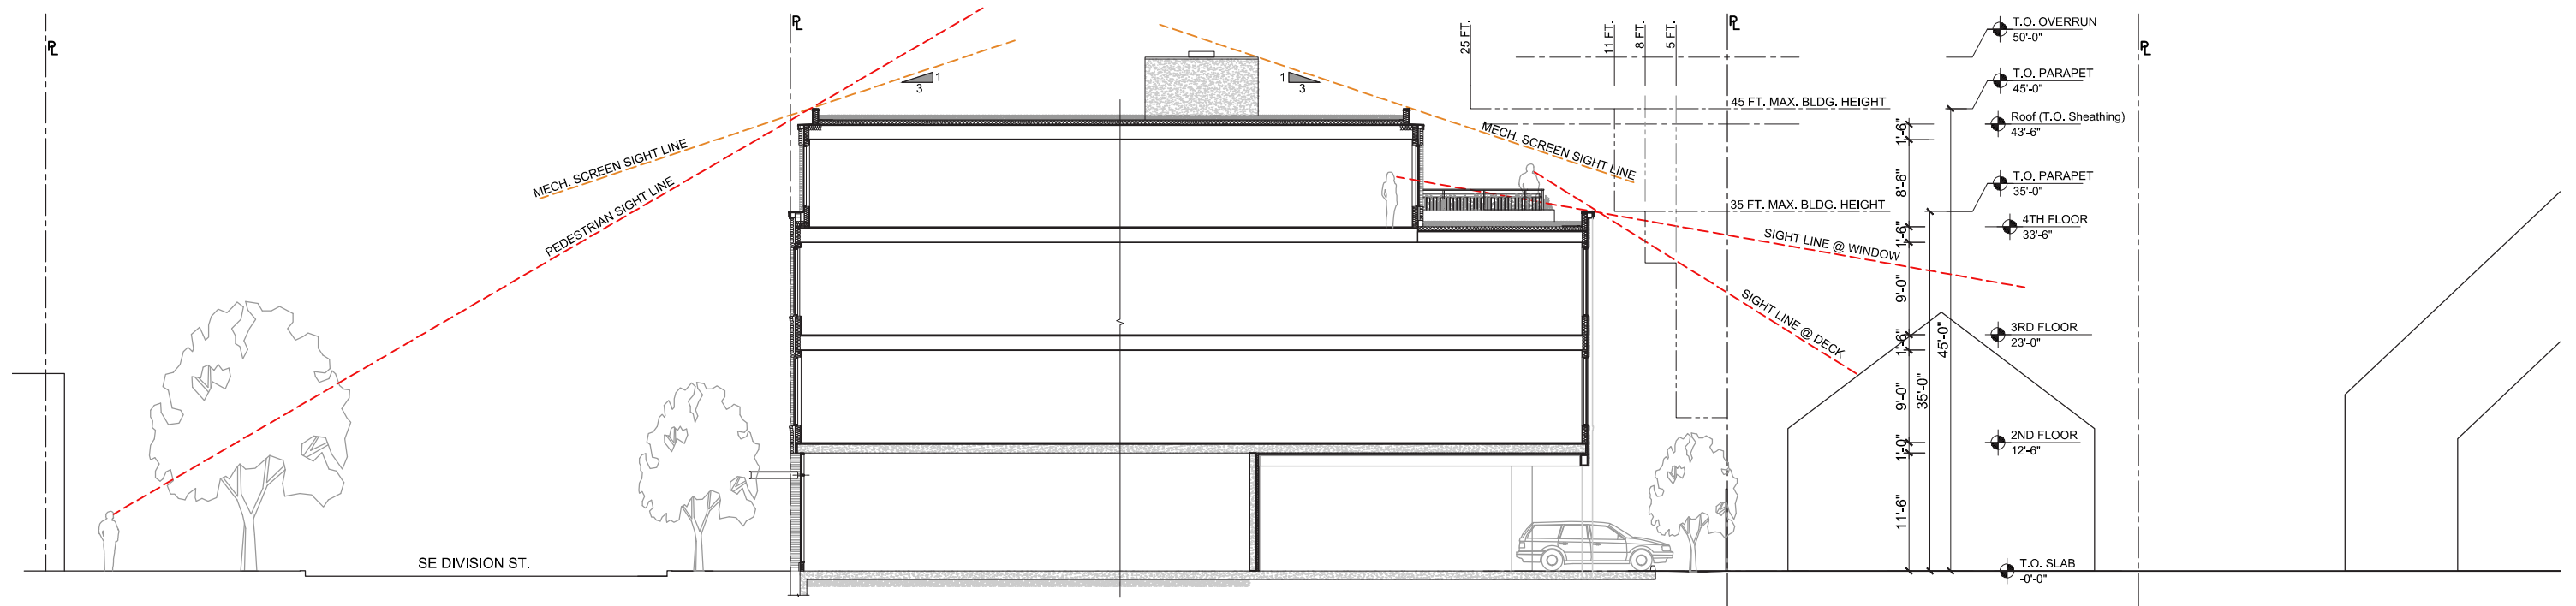 PL
PL
25 FT.
11 FT.
8 FT.
5 FT.
PL
PL
T.O. OVERRUN
50'-0"
1
3
1
3
T.O. PARAPET
45'-0"
45 FT. MAX. BLDG. HEIGHT
Roof (T.O. Sheathing)
43'-6"
MECH. SCREEN SIGHT LINE
PEDESTRIAN SIGHT LINE
MECH. SCREEN SIGHT LINE
1'-6"
8'-6"
T.O. PARAPET
35'-0"
35 FT. MAX. BLDG. HEIGHT
4TH FLOOR
33'-6"
1'-6"
SIGHT LINE @ WINDOW
9'-0"
SIGHT LINE @ DECK
3RD FLOOR
23'-0"
1'-6"
45'-0"
35'-0"
9'-0"
2ND FLOOR
12'-6"
1'-0"
11'-6"
SE DIVISION ST.
T.O. SLAB
-0'-0"